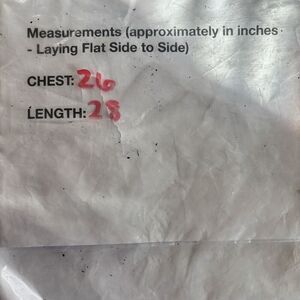 Measurements (approximately in inches
- Laying Flat Side to Side)
CHEST: 26
LENGTH: 28